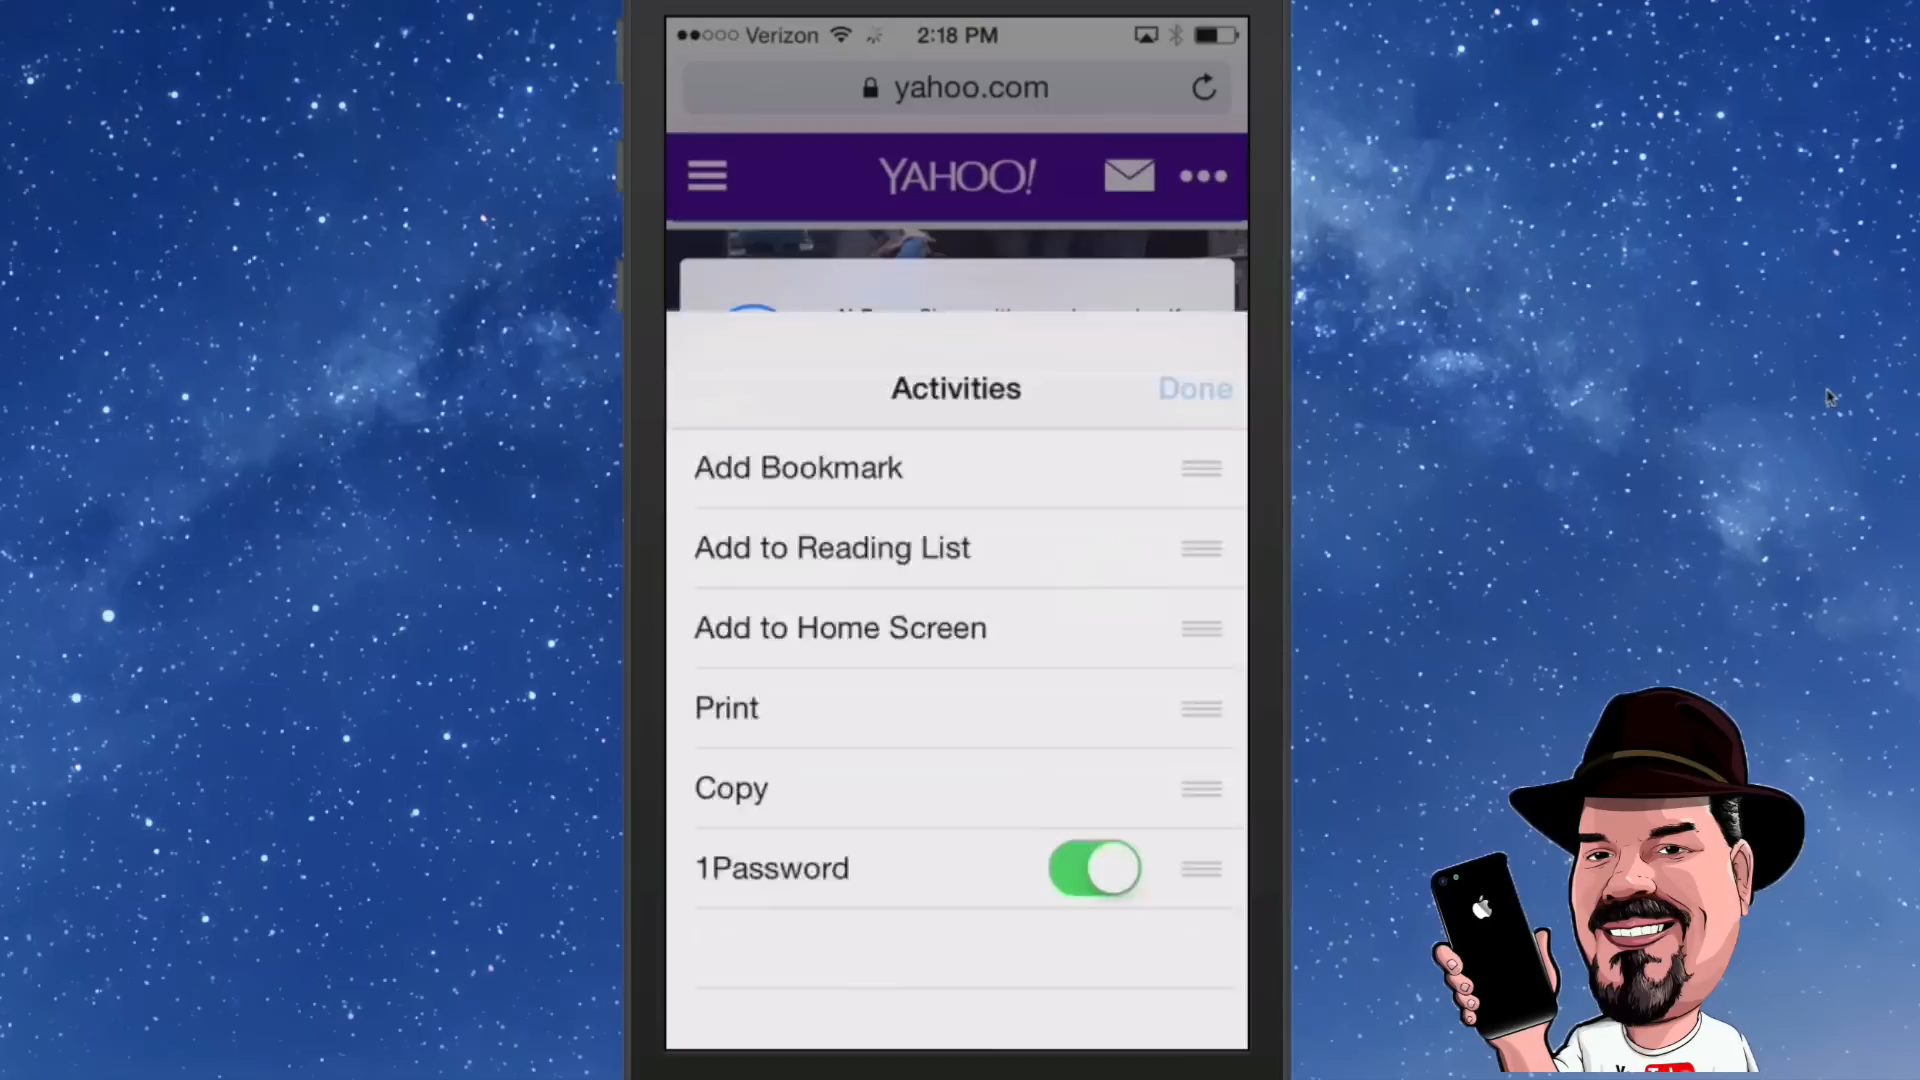 Verizon 2:18 PM
yahoo.com
YAHOO!
Activities Done
Add Bookmark
Add to Reading List
Add to Home Screen
Print
Copy
1Password